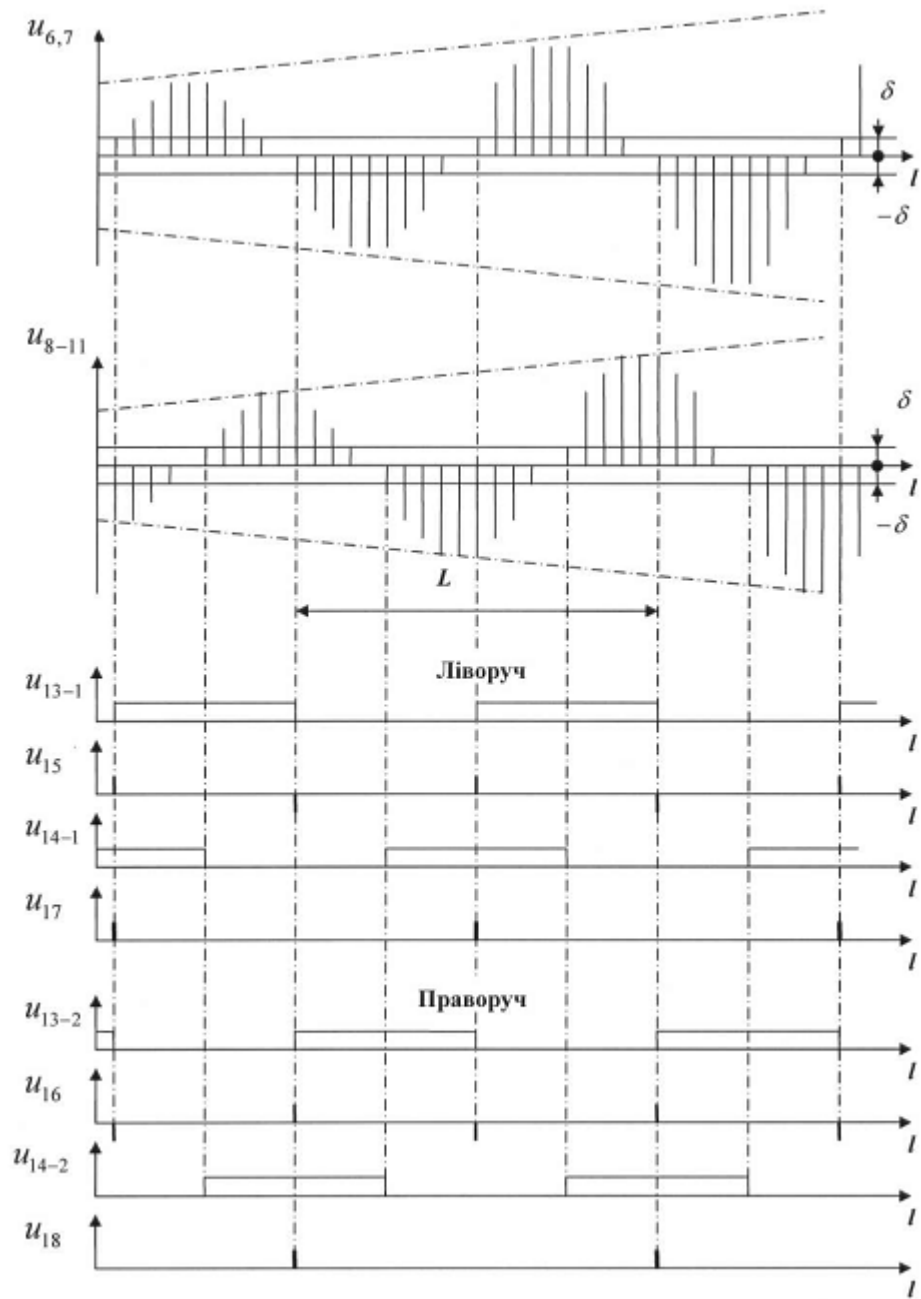 u6,7
δ
l
−δ
u8−11
δ
l
−δ
L
Ліворуч
u13−1
l
u15
l
u14−1
l
u17
l
Праворуч
u13−2
l
u16
l
u14−2
l
u18
l